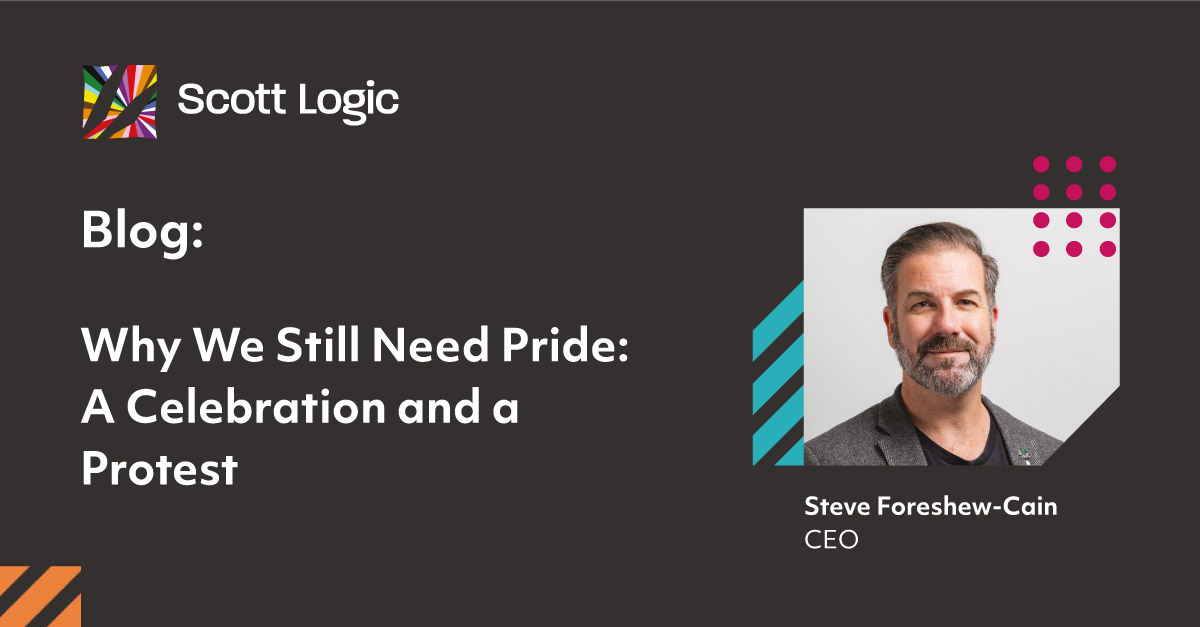 Scott Logic
Blog:
Why We Still Need Pride:
A Celebration and a
Protest
Steve Foreshew-Cain
CEO